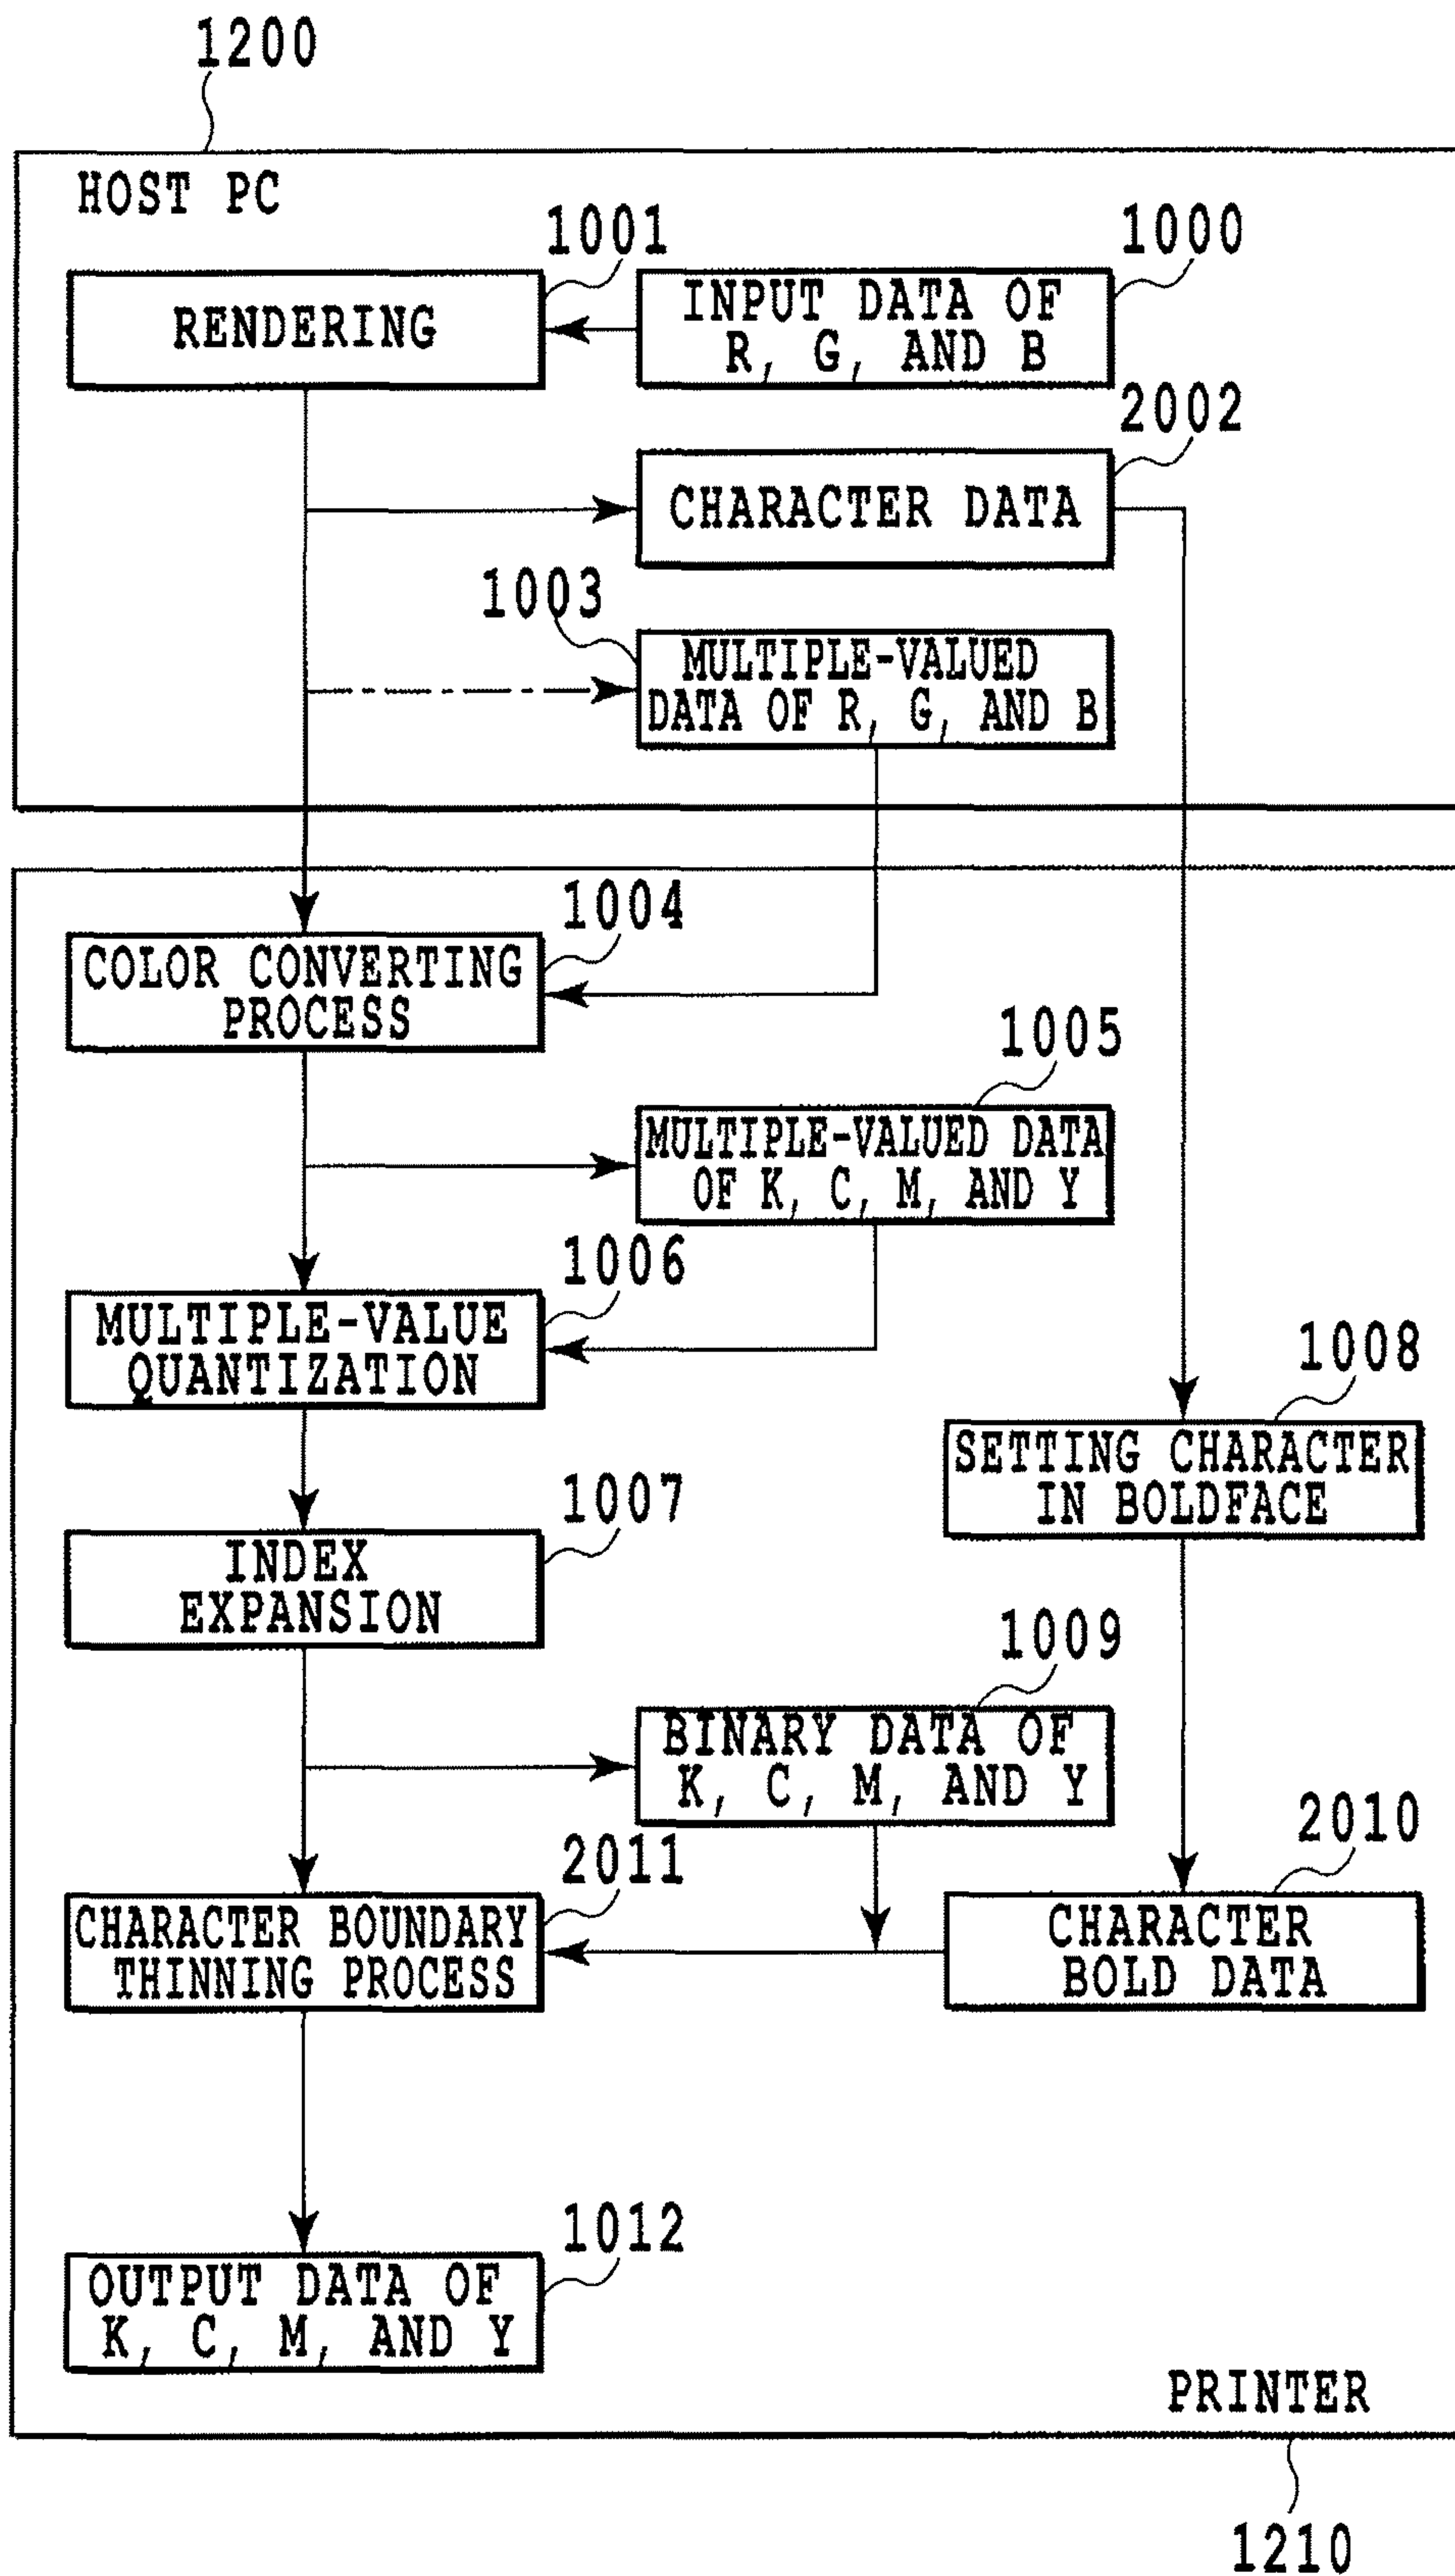 1200
HOST PC
1001
1000
RENDERING
INPUT DATA OF
R, G, AND B
2002
CHARACTER DATA
1003
MULTIPLE-VALUED
DATA OF R, G, AND B
1004
COLOR CONVERTING
PROCESS
1005
MULTIPLE-VALUED DATA
OF K, C, M, AND Y
1006
MULTIPLE-VALUE
QUANTIZATION
1008
SETTING CHARACTER
IN BOLDFACE
1007
INDEX
EXPANSION
1009
BINARY DATA OF
K, C, M, AND Y
2011
2010
CHARACTER BOUNDARY
THINNING PROCESS
CHARACTER
BOLD DATA
1012
OUTPUT DATA OF
K, C, M, AND Y
PRINTER
1210